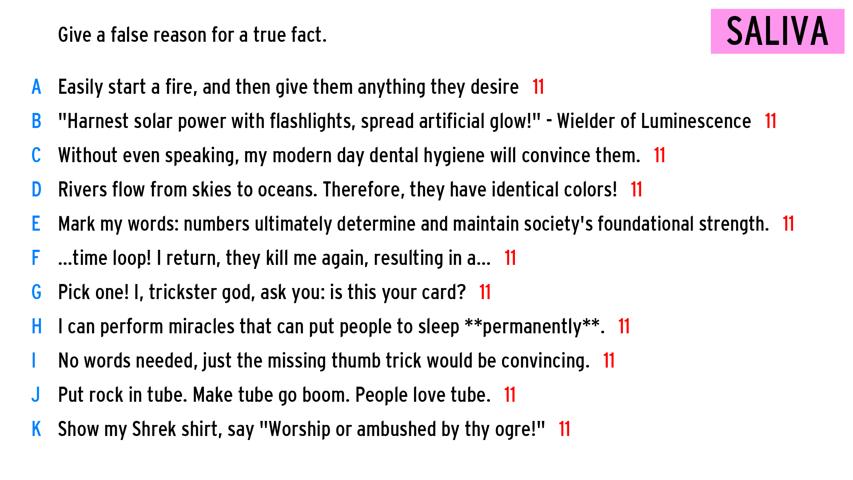 Give a false reason for a true fact.
SALIVA
A Easily start a fire, and then give them anything they desire 11
B "Harnest solar power with flashlights, spread artificial glow!" - Wielder of Luminescence 11
C Without even speaking, my modern day dental hygiene will convince them. 11
D Rivers flow from skies to oceans. Therefore, they have identical colors! 11
E Mark my words: numbers ultimately determine and maintain society's foundational strength. 11
F ...time loop! I return, they kill me again, resulting in a... 11
G Pick one! I, trickster god, ask you: is this your card? 11
H I can perform miracles that can put people to sleep **permanently**. 11
I No words needed, just the missing thumb trick would be convincing. 11
J Put rock in tube. Make tube go boom. People love tube. 11
K Show my Shrek shirt, say "Worship or ambushed by thy ogre!" 11